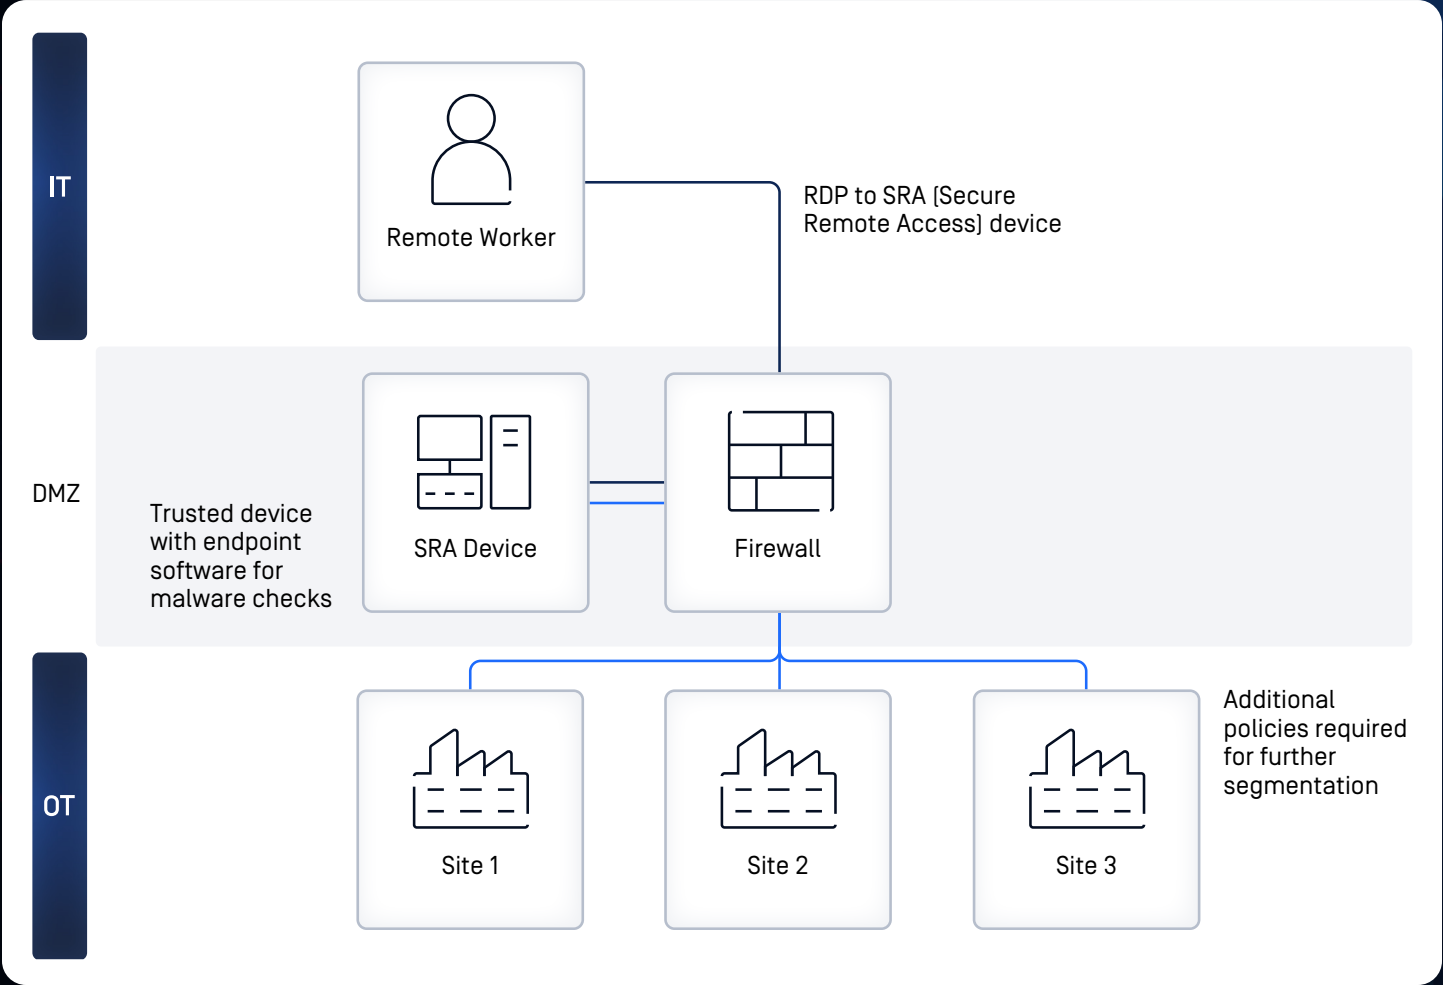 IT
Remote Worker
RDP to SRA (Secure
Remote Access) device
DMZ
Trusted device
with endpoint
software for
malware checks
SRA Device
Firewall
OT
Site 1
Site 2
Site 3
Additional
policies required
for further
segmentation